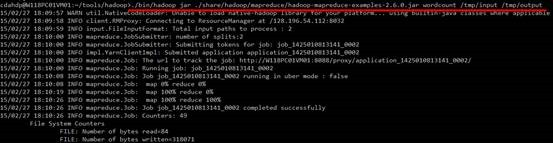 cdahdp@W118PC01VM01:~/tools/hadoop>./bin/hadoop jar ./share/hadoop/mapreduce/hadoop-mapreduce-examples-2.6.0.jar wordcount /tmp/input /tmp/output
15/02/27 18:09:57 WARN util.NativeCodeLoader: Unable to load native-hadoop library for your platform... using builtin-java classes where applicable
15/02/27 18:09:58 INFO client.RMProxy: Connecting to ResourceManager at /128.196.54.112:8032
15/02/27 18:09:59 INFO input.FileInputFormat: Total input paths to process : 2
15/02/27 18:09:59 INFO mapreduce.JobSubmitter: number of splits:2
15/02/27 18:10:00 INFO mapreduce.JobSubmitter: Submitting tokens for job: job_1425010813141_0002
15/02/27 18:10:00 INFO impl.YarnClientImpl: Submitted application application_1425010813141_0002
15/02/27 18:10:00 INFO mapreduce.Job: The url to track the job: http://W118PC01VM01:8088/proxy/application_1425010813141_0002/
15/02/27 18:10:00 INFO mapreduce.Job: Running job: job_1425010813141_0002
15/02/27 18:10:08 INFO mapreduce.Job: Job job_1425010813141_0002 running in uber mode : false
15/02/27 18:10:08 INFO mapreduce.Job: map 0% reduce 0%
15/02/27 18:10:19 INFO mapreduce.Job: map 100% reduce 0%
15/02/27 18:10:26 INFO mapreduce.Job: map 100% reduce 100%
15/02/27 18:10:26 INFO mapreduce.Job: Job job_1425010813141_0002 completed successfully
15/02/27 18:10:26 INFO mapreduce.Job: Counters: 49
File System Counters
FILE: Number of bytes read=84
FILE: Number of bytes written=318071